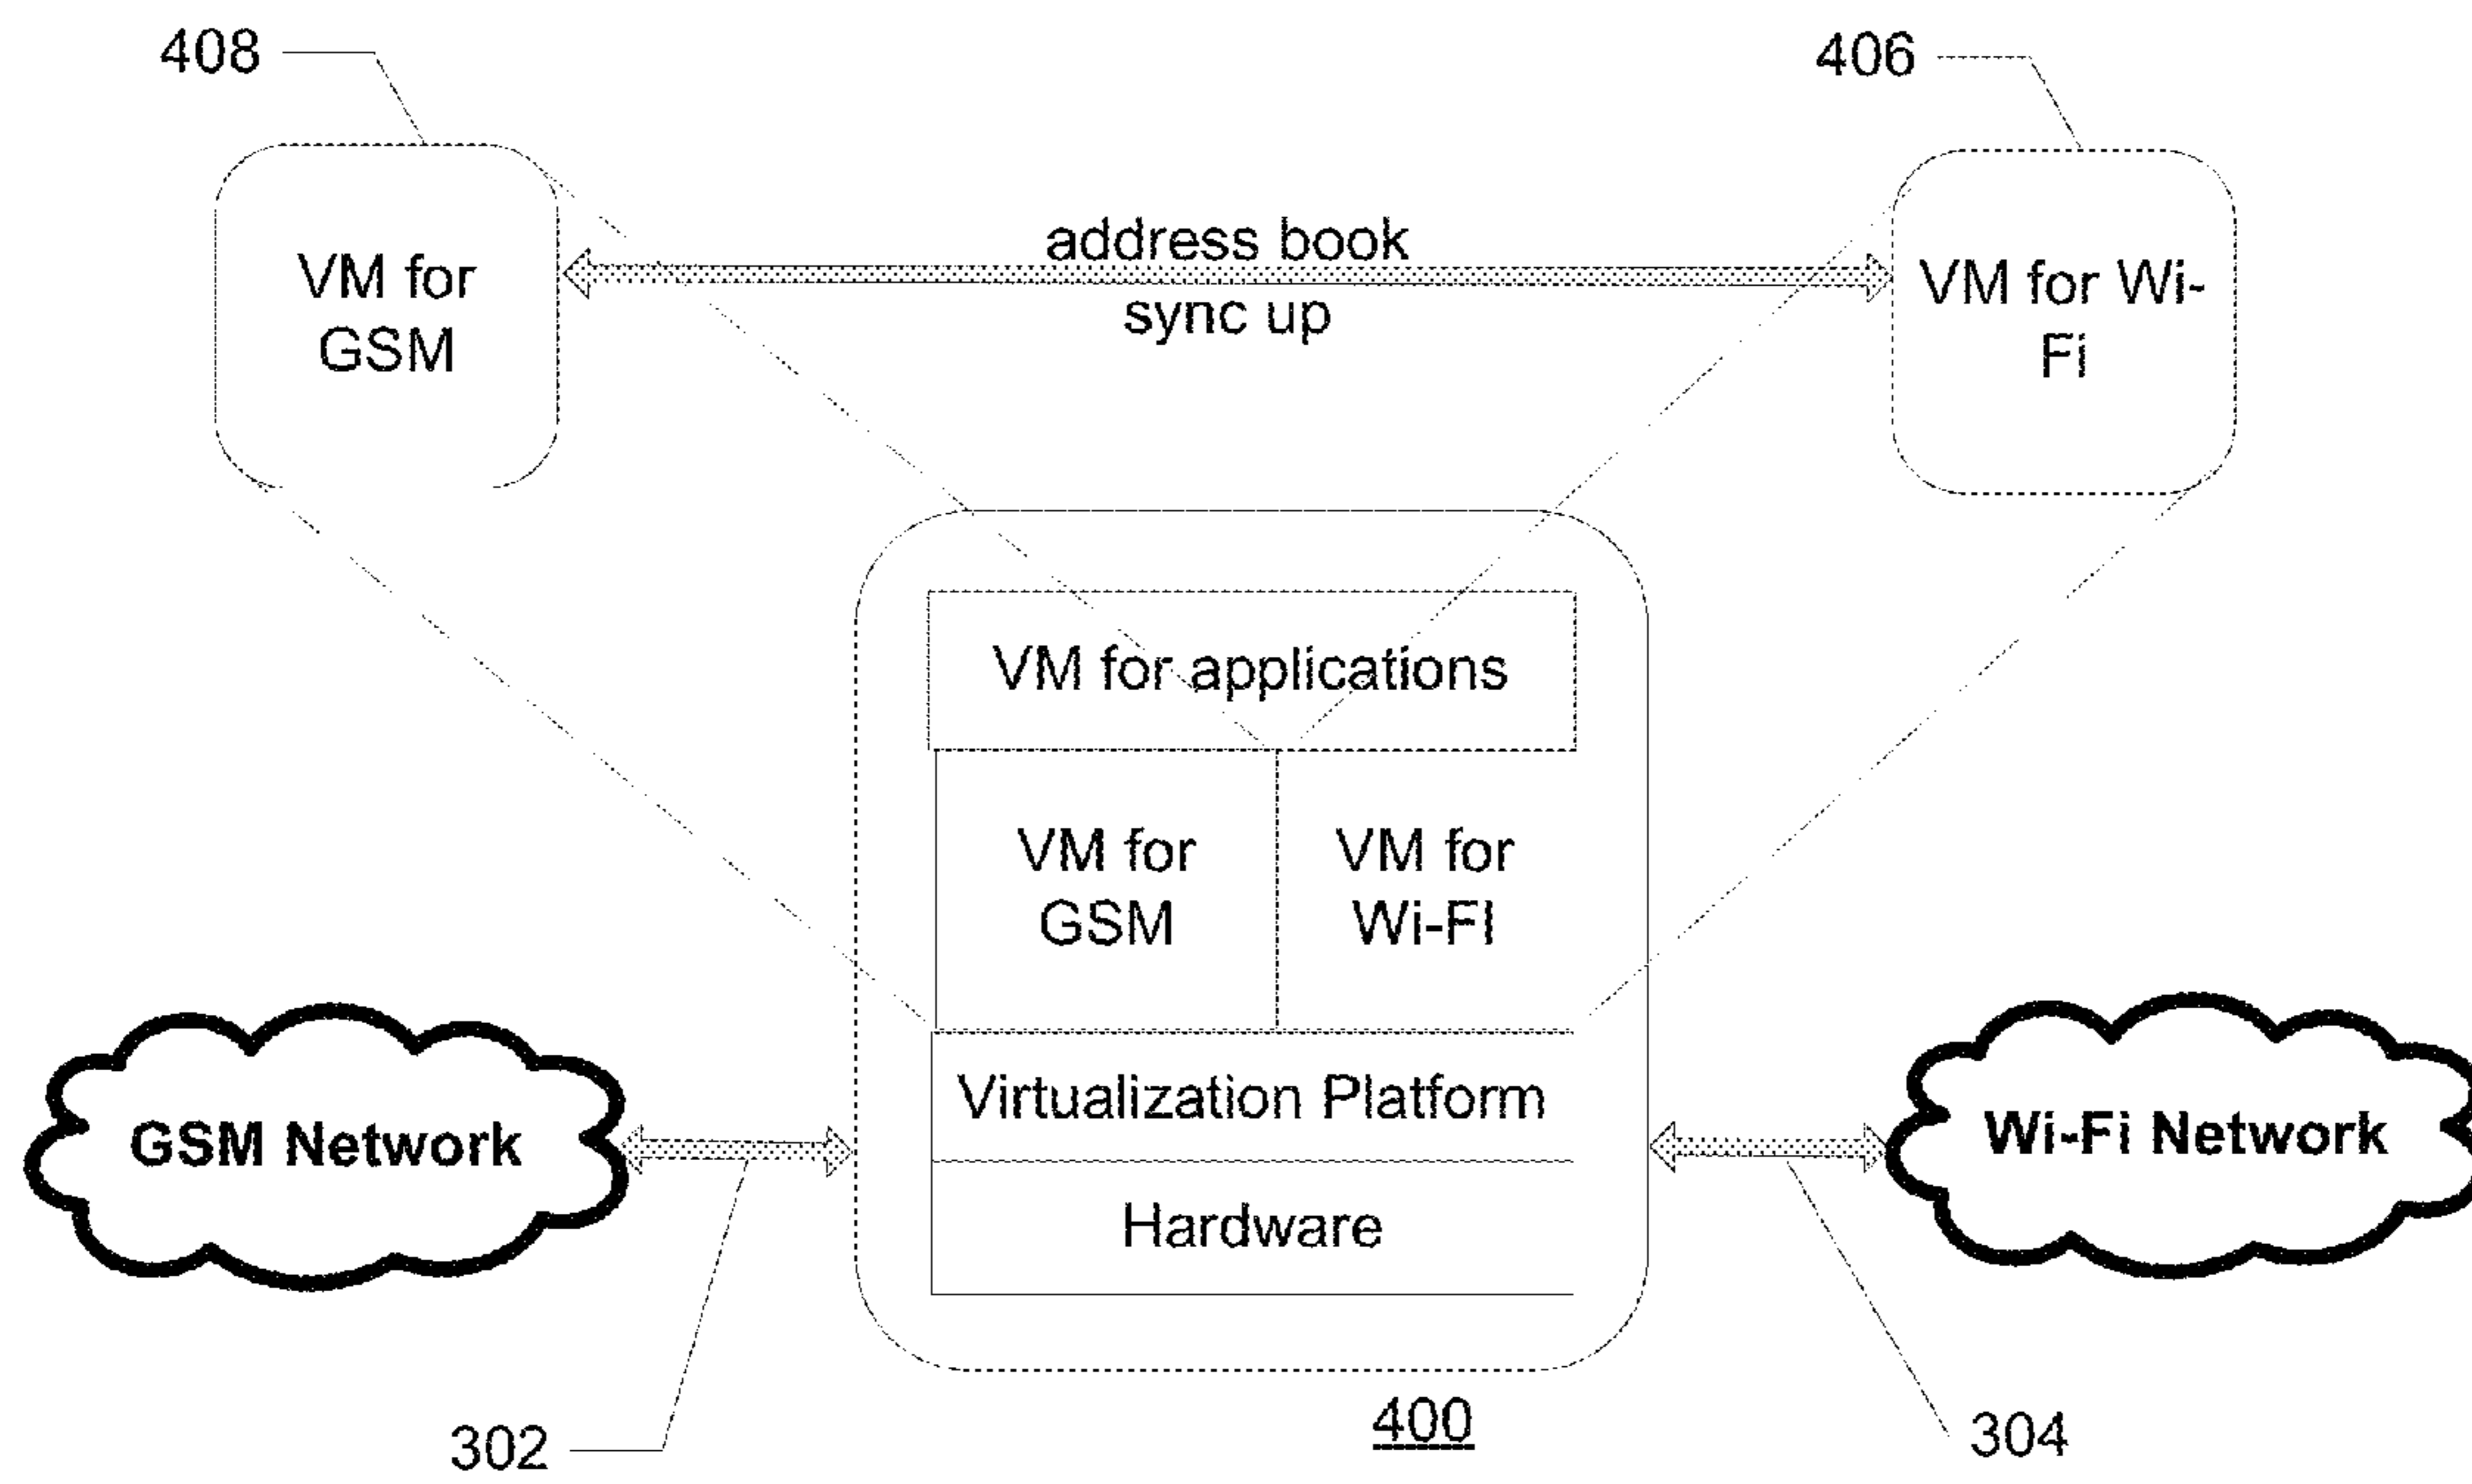 408
406
address book
sync up
VM for
GSM
VM for Wi-
Fi
VM for applications
VM for
GSM
VM for
Wi-FI
Virtualization Platform
GSM Network
Wi-Fi Network
Hardware
302
400
304